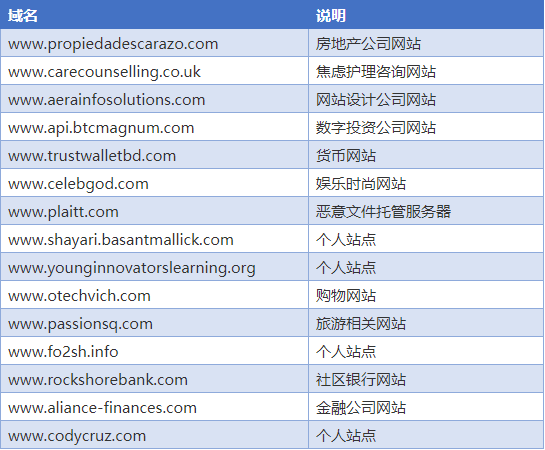 域名 说明
www.propiedadescarazo.com 房地产公司网站
www.carecounselling.co.uk 焦虑护理咨询网站
www.aerainfosolutions.com 网站设计公司网站
www.api.btcmagnum.com 数字投资公司网站
www.trustwalletbd.com 货币网站
www.celebgod.com 娱乐时尚网站
www.plaitt.com 恶意文件托管服务器
www.shayari.basantmallick.com 个人站点
www.younginnovatorslearning.org 个人站点
www.otechvich.com 购物网站
www.passionsq.com 旅游相关网站
www.fo2sh.info 个人站点
www.rockshorebank.com 社区银行网站
www.aliance-finances.com 金融公司网站
www.codycruz.com 个人站点